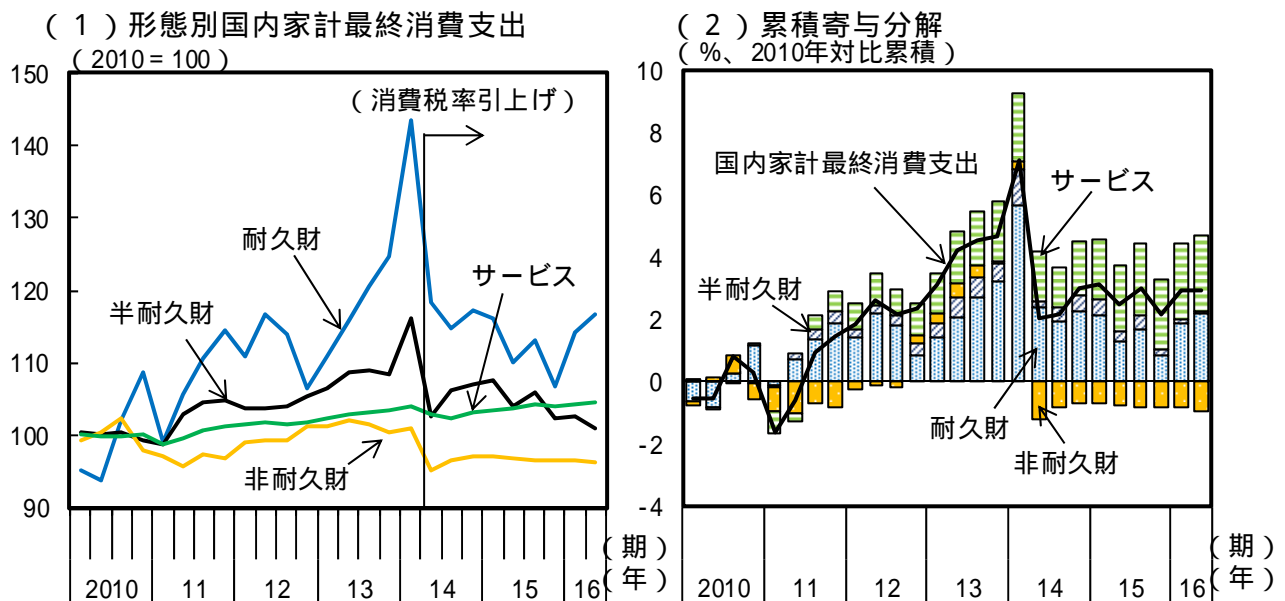 （１）形態別国内家計最終消費支出
（2010＝100）
150
140
130
120
110
100
90
（消費税率引上げ）
耐久財
サービス
半耐久財
非耐久財
2010 11 12 13 14 15 16
（期）
（年）
（２）累積寄与分解
（%、2010年対比累積）
10
8
6
4
2
0
-2
-4
国内家計最終消費支出
サービス
半耐久財
耐久財
非耐久財
2010 11 12 13 14 15 16
（期）
（年）